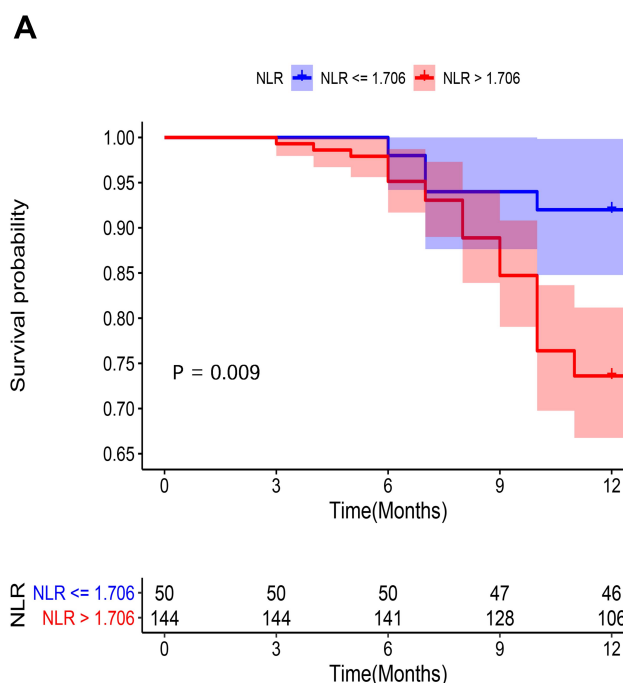 A
NLR NLR <= 1.706 NLR > 1.706
Survival probability
1.00
0.95
0.90
0.85
0.80
0.75
0.70
0.65
P = 0.009
0 3 6 9 12
Time(Months)
NLR
NLR <= 1.706 50 50 50 47 46
NLR > 1.706 144 144 141 128 106
0 3 6 9 12
Time(Months)